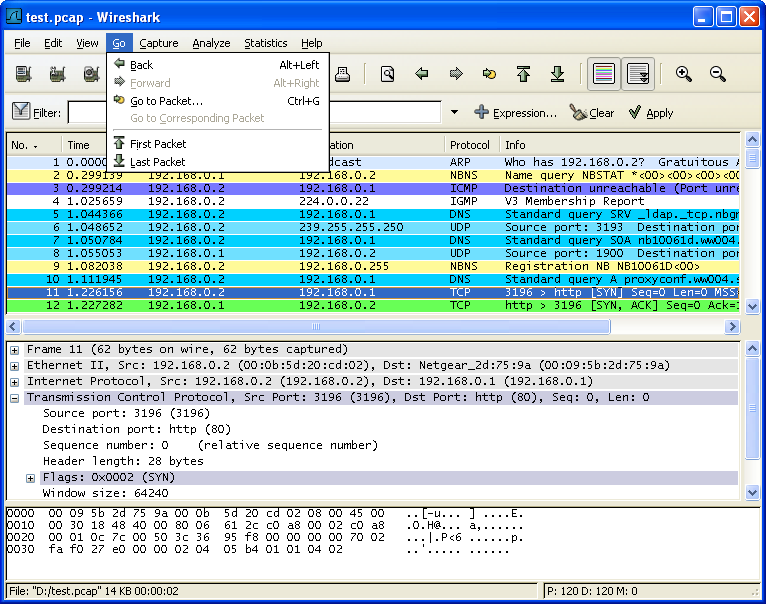 test.pcap - Wireshark
File Edit View Go Capture Analyze Statistics Help
Back Alt+Left
Forward Alt+Right
Go to Packet... Ctrl+G
Go to Corresponding Packet
First Packet
Last Packet
Filter: Expression... Clear Apply
No. Time Protocol Info
1 0.0000 ARP Who has 192.168.0.2? Gratuitous A
2 0.299139 192.168.0.1 192.168.0.2 NBNS Name query NBSTAT *<00><00><00><0
3 0.299214 192.168.0.2 192.168.0.1 ICMP Destination unreachable (Port unre
4 1.025659 192.168.0.2 224.0.0.22 IGMP V3 Membership Report
5 1.044366 192.168.0.2 192.168.0.1 DNS Standard query SRV _ldap._tcp.nbgm
6 1.048652 192.168.0.2 239.255.255.250 UDP Source port: 3193 Destination por
7 1.050784 192.168.0.2 192.168.0.1 DNS Standard query SOA nb10061d.ww004.
8 1.055053 192.168.0.1 192.168.0.2 UDP Source port: 1900 Destination por
9 1.082038 192.168.0.2 192.168.0.255 NBNS Registration NB NB10061D<00>
10 1.111945 192.168.0.2 192.168.0.1 DNS Standard query A proxyconf.ww004.s
11 1.226156 192.168.0.2 192.168.0.1 TCP 3196 > http [SYN] Seq=0 Len=0 MSS=
12 1.227282 192.168.0.1 192.168.0.2 TCP http > 3196 [SYN, ACK] Seq=0 Ack=1
Frame 11 (62 bytes on wire, 62 bytes captured)
Ethernet II, Src: 192.168.0.2 (00:0b:5d:20:cd:02), Dst: Netgear_2d:75:9a (00:09:5b:2d:75:9a)
Internet Protocol, Src: 192.168.0.2 (192.168.0.2), Dst: 192.168.0.1 (192.168.0.1)
Transmission Control Protocol, Src Port: 3196 (3196), Dst Port: http (80), Seq: 0, Len: 0
Source port: 3196 (3196)
Destination port: http (80)
Sequence number: 0 (relative sequence number)
Header length: 28 bytes
Flags: 0x0002 (SYN)
Window size: 64240
0000 00 09 5b 2d 75 9a 00 0b 5d 20 cd 02 08 00 45 00 ..[-u... ] ....E.
0010 00 30 18 48 40 00 80 06 61 2c c0 a8 00 02 c0 a8 .0.H@... a,......
0020 00 01 0c 7c 00 50 3c 36 95 f8 00 00 00 00 70 02 ...|.P<6 ......p.
0030 fa f0 27 e0 00 00 02 04 05 b4 01 01 04 02 ..'..... ......
File: "D:/test.pcap" 14 KB 00:00:02 P: 120 D: 120 M: 0